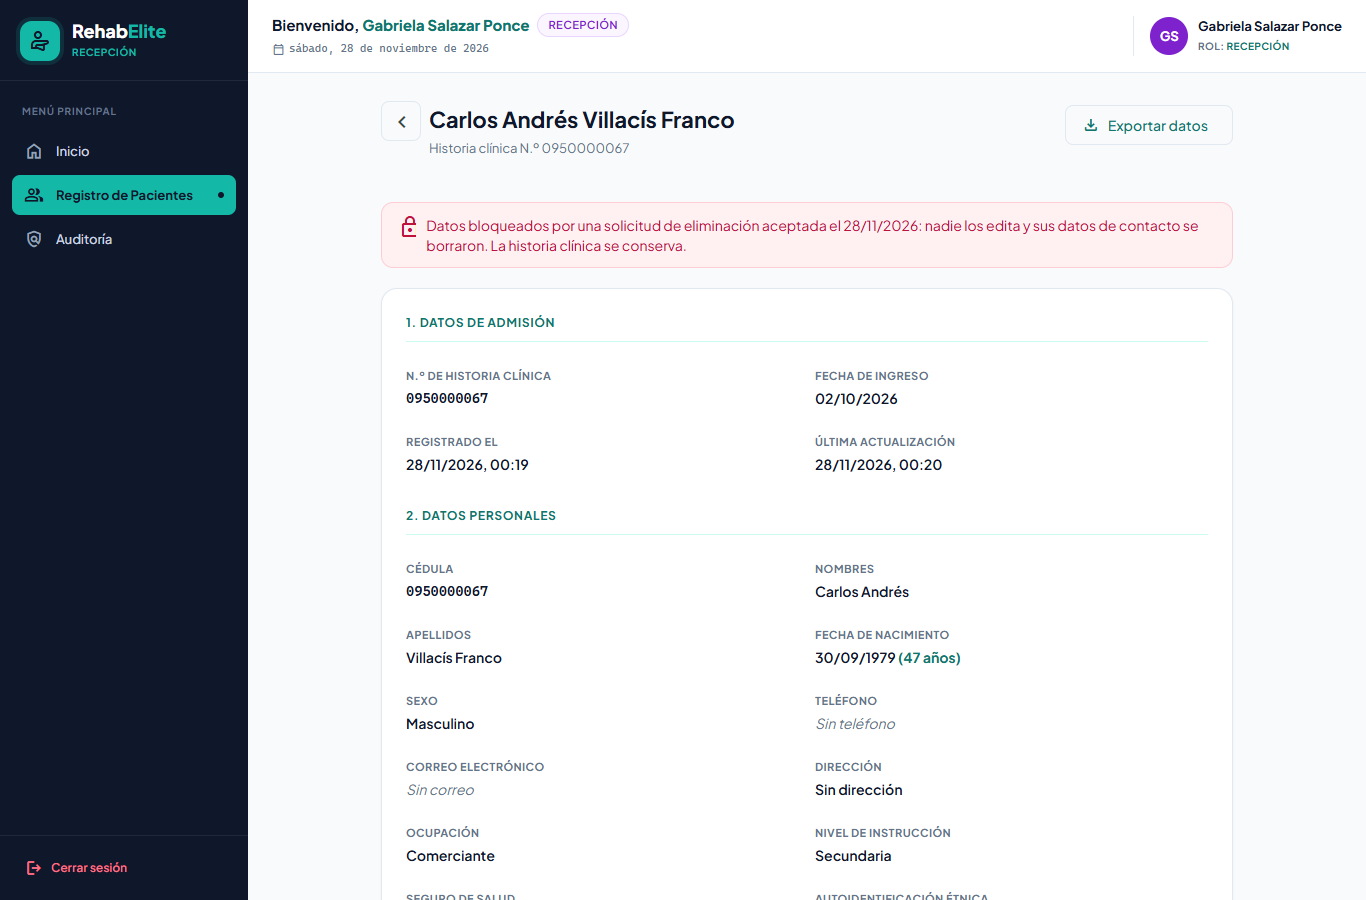 RehabElite
RECEPCIÓN
MENÚ PRINCIPAL
Inicio
Registro de Pacientes
Auditoría
Cerrar sesión
Bienvenido, Gabriela Salazar Ponce RECEPCIÓN
sábado, 28 de noviembre de 2026
GS
Gabriela Salazar Ponce
ROL: RECEPCIÓN
Carlos Andrés Villacís Franco
Historia clínica N.º 0950000067
Exportar datos
Datos bloqueados por una solicitud de eliminación aceptada el 28/11/2026: nadie los edita y sus datos de contacto se
borraron. La historia clínica se conserva.
1. DATOS DE ADMISIÓN
N.º DE HISTORIA CLÍNICA
0950000067
FECHA DE INGRESO
02/10/2026
REGISTRADO EL
28/11/2026, 00:19
ÚLTIMA ACTUALIZACIÓN
28/11/2026, 00:20
2. DATOS PERSONALES
CÉDULA
0950000067
NOMBRES
Carlos Andrés
APELLIDOS
Villacís Franco
FECHA DE NACIMIENTO
30/09/1979 (47 años)
SEXO
Masculino
TELÉFONO
Sin teléfono
CORREO ELECTRÓNICO
Sin correo
DIRECCIÓN
Sin dirección
OCUPACIÓN
Comerciante
NIVEL DE INSTRUCCIÓN
Secundaria
SEGURO DE SALUD
AUTOIDENTIFICACIÓN ÉTNICA